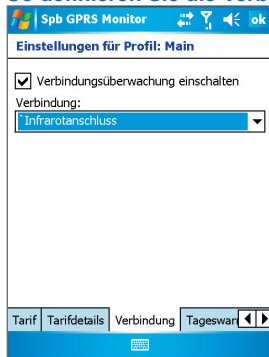 Spb GPRS Monitor ok
Einstellungen für Profil: Main
Verbindungsüberwachung einschalten
Verbindung:
`Infrarotanschluss
Tarif Tarifdetails Verbindung